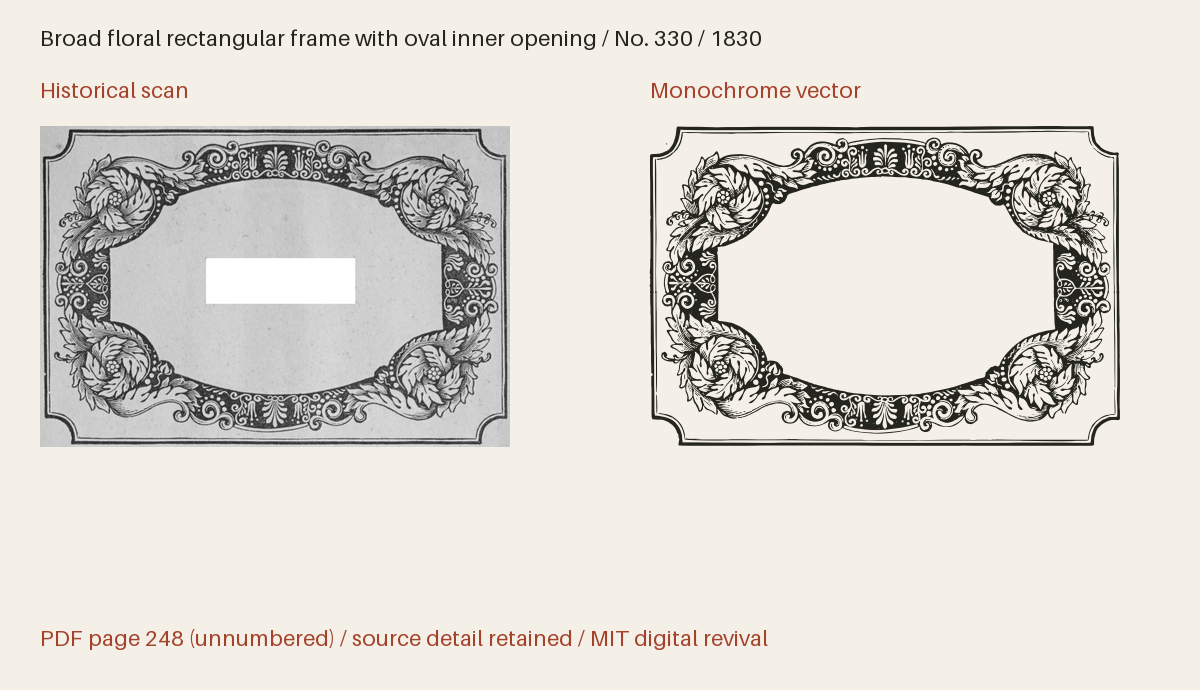 Broad floral rectangular frame with oval inner opening / No. 330 / 1830
Historical scan
Monochrome vector
PDF page 248 (unnumbered) / source detail retained / MIT digital revival